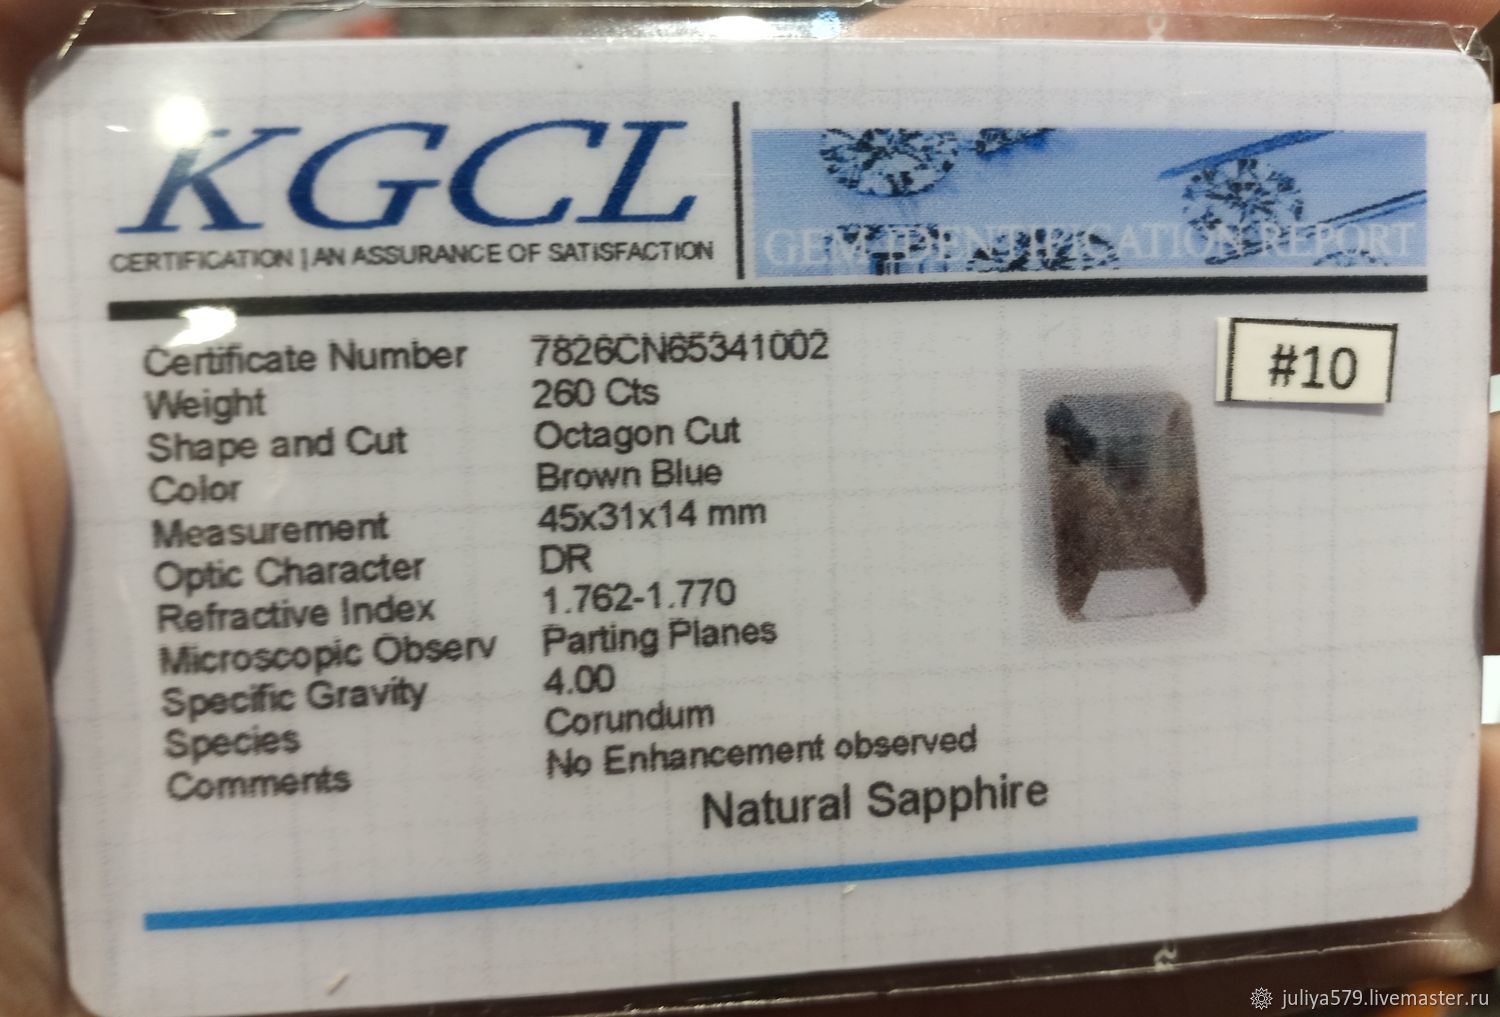 KGCL
CERTIFICATION | AN ASSURANCE OF SATISFACTION
GEM IDENTIFICATION REPORT
#10
Certificate Number 7826CN65341002
Weight 260 Cts
Shape and Cut Octagon Cut
Color Brown Blue
Measurement 45x31x14 mm
Optic Character DR
Refractive Index 1.762-1.770
Microscopic Observ Parting Planes
Specific Gravity 4.00
Species Corundum
Comments No Enhancement observed
Natural Sapphire
juliya579.livemaster.ru